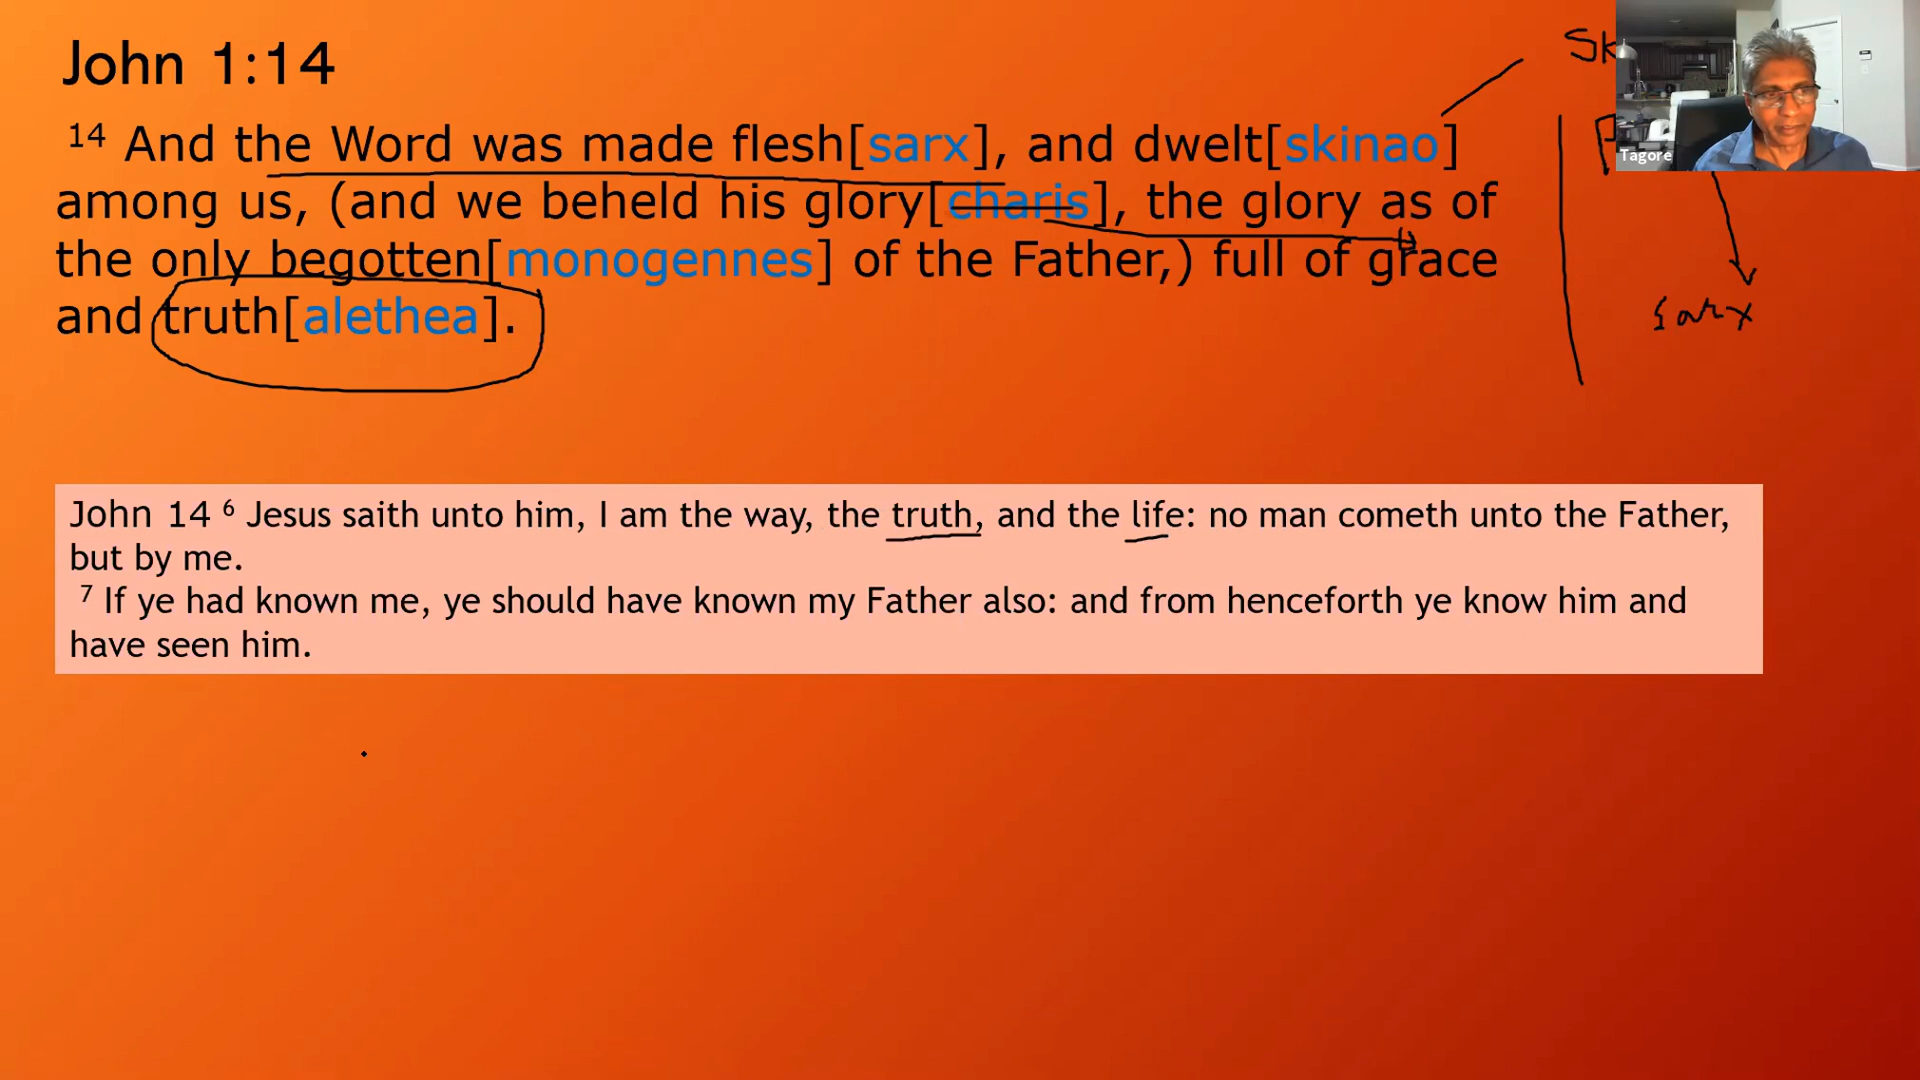 John 1:14
14 And the Word was made flesh[sarx], and dwelt[skinao]
among us, (and we beheld his glory[charis], the glory as of
the only begotten[monogennes] of the Father,) full of grace
and truth[alethea].
Tagore
sarx
John 14 6 Jesus saith unto him, I am the way, the truth, and the life: no man cometh unto the Father,
but by me.
7 If ye had known me, ye should have known my Father also: and from henceforth ye know him and
have seen him.